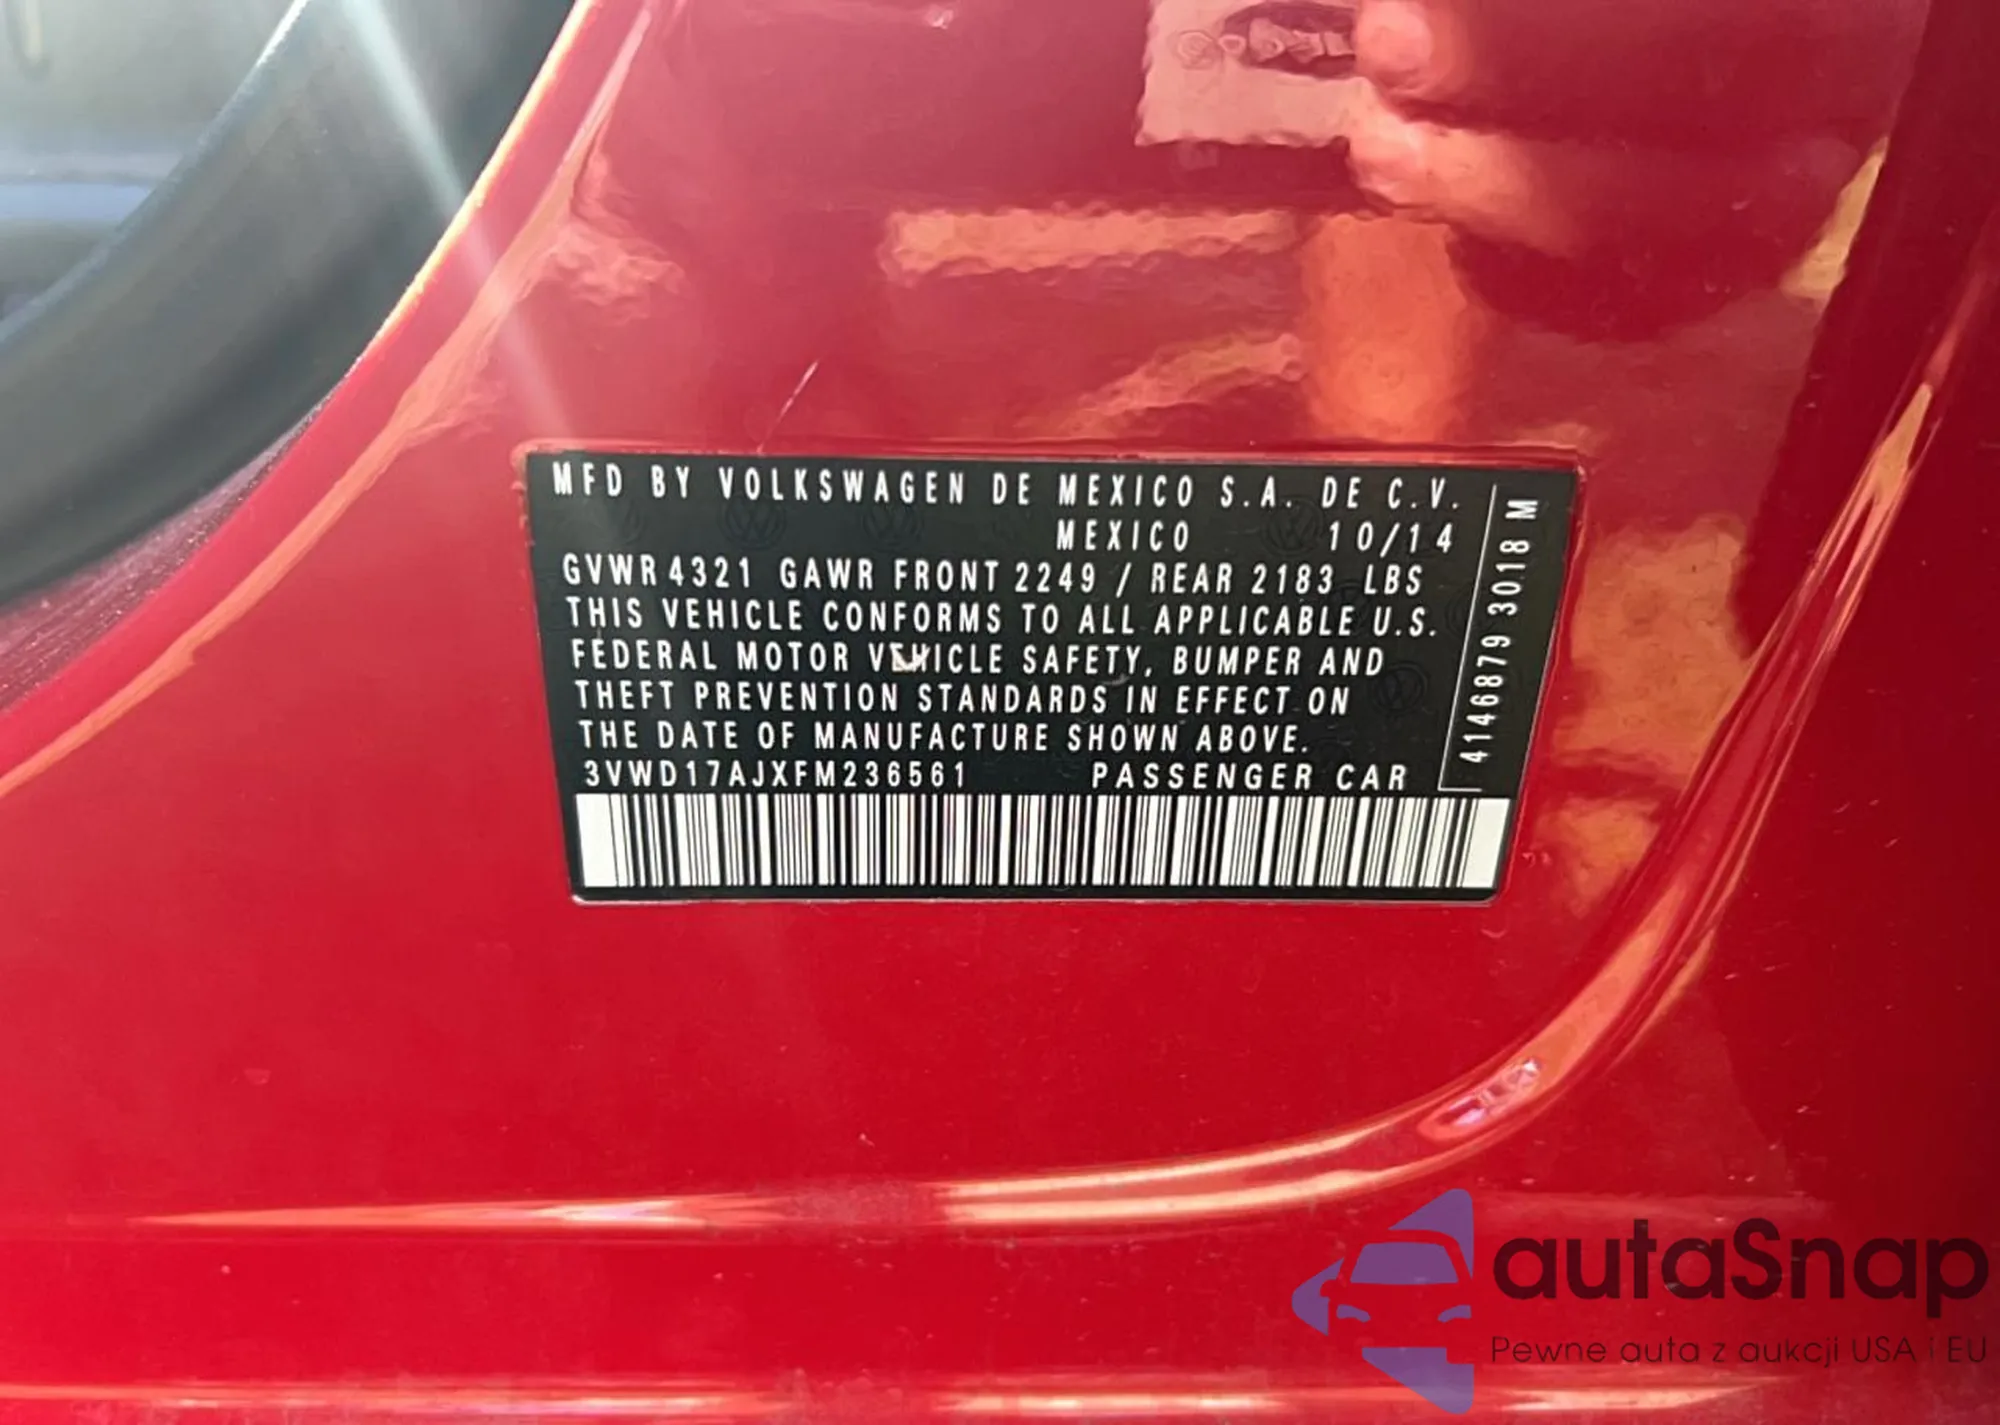 MFD BY VOLKSWAGEN DE MEXICO S.A. DE C.V.
MEXICO 10/14
GVWR 4321 GAWR FRONT 2249 / REAR 2183 LBS
THIS VEHICLE CONFORMS TO ALL APPLICABLE U.S.
FEDERAL MOTOR VEHICLE SAFETY, BUMPER AND
THEFT PREVENTION STANDARDS IN EFFECT ON
THE DATE OF MANUFACTURE SHOWN ABOVE.
3VWD17AJXFM236561 PASSENGER CAR
4146879 3018 M
autaSnap
Pewne auta z aukcji USA i EU